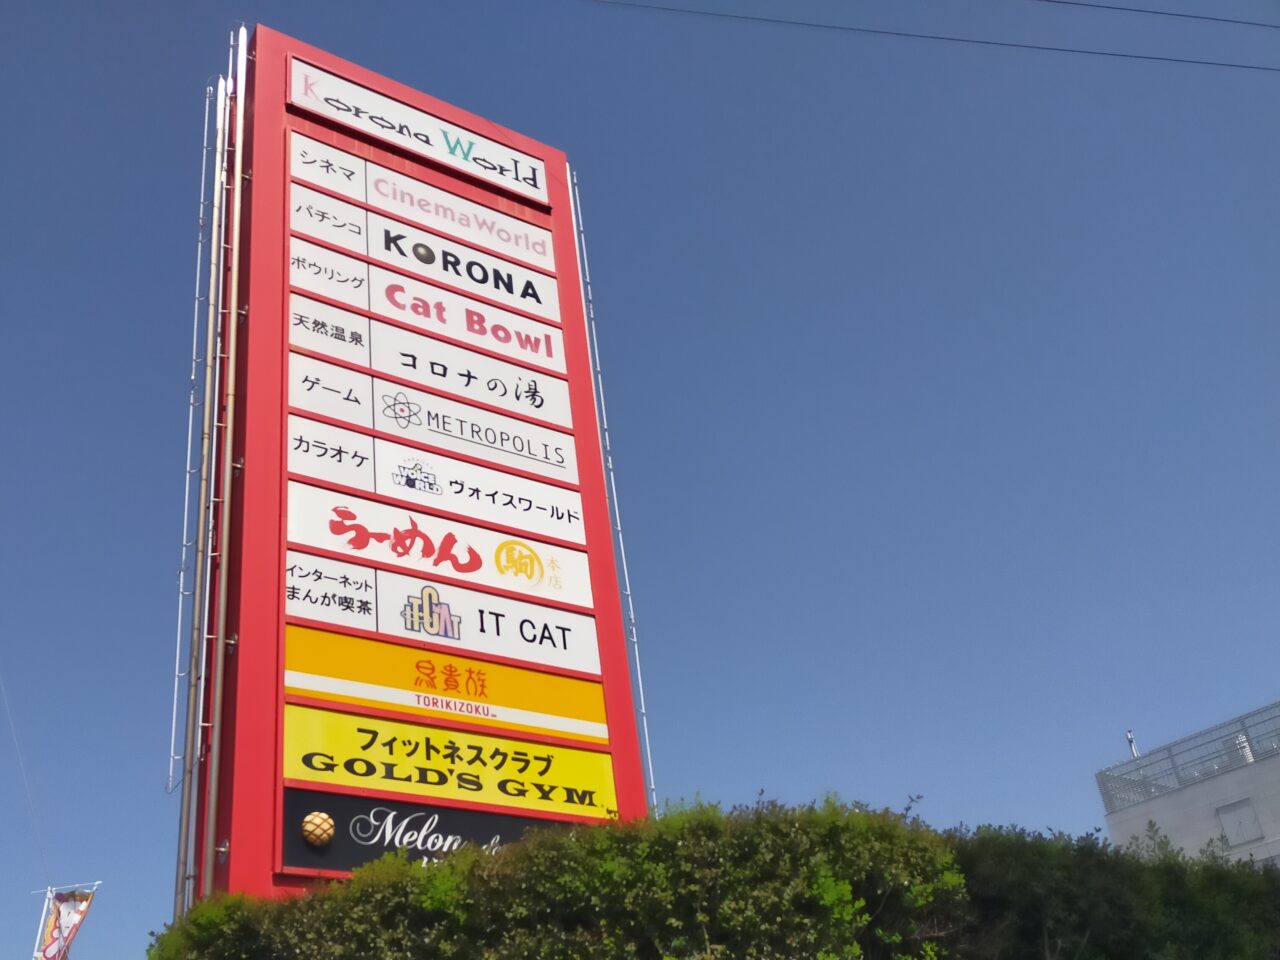 Korona World
シネマ CinemaWorld
パチンコ KORONA
ボウリング Cat Bowl
天然温泉 コロナの湯
ゲーム METROPOLIS
カラオケ VOICE WORLD ヴォイスワールド
らーめん 駒 本店
インターネット
まんが喫茶 ITCAT IT CAT
鳥貴族
TORIKIZOKU
フィットネスクラブ
GOLD'S GYM
Melon de